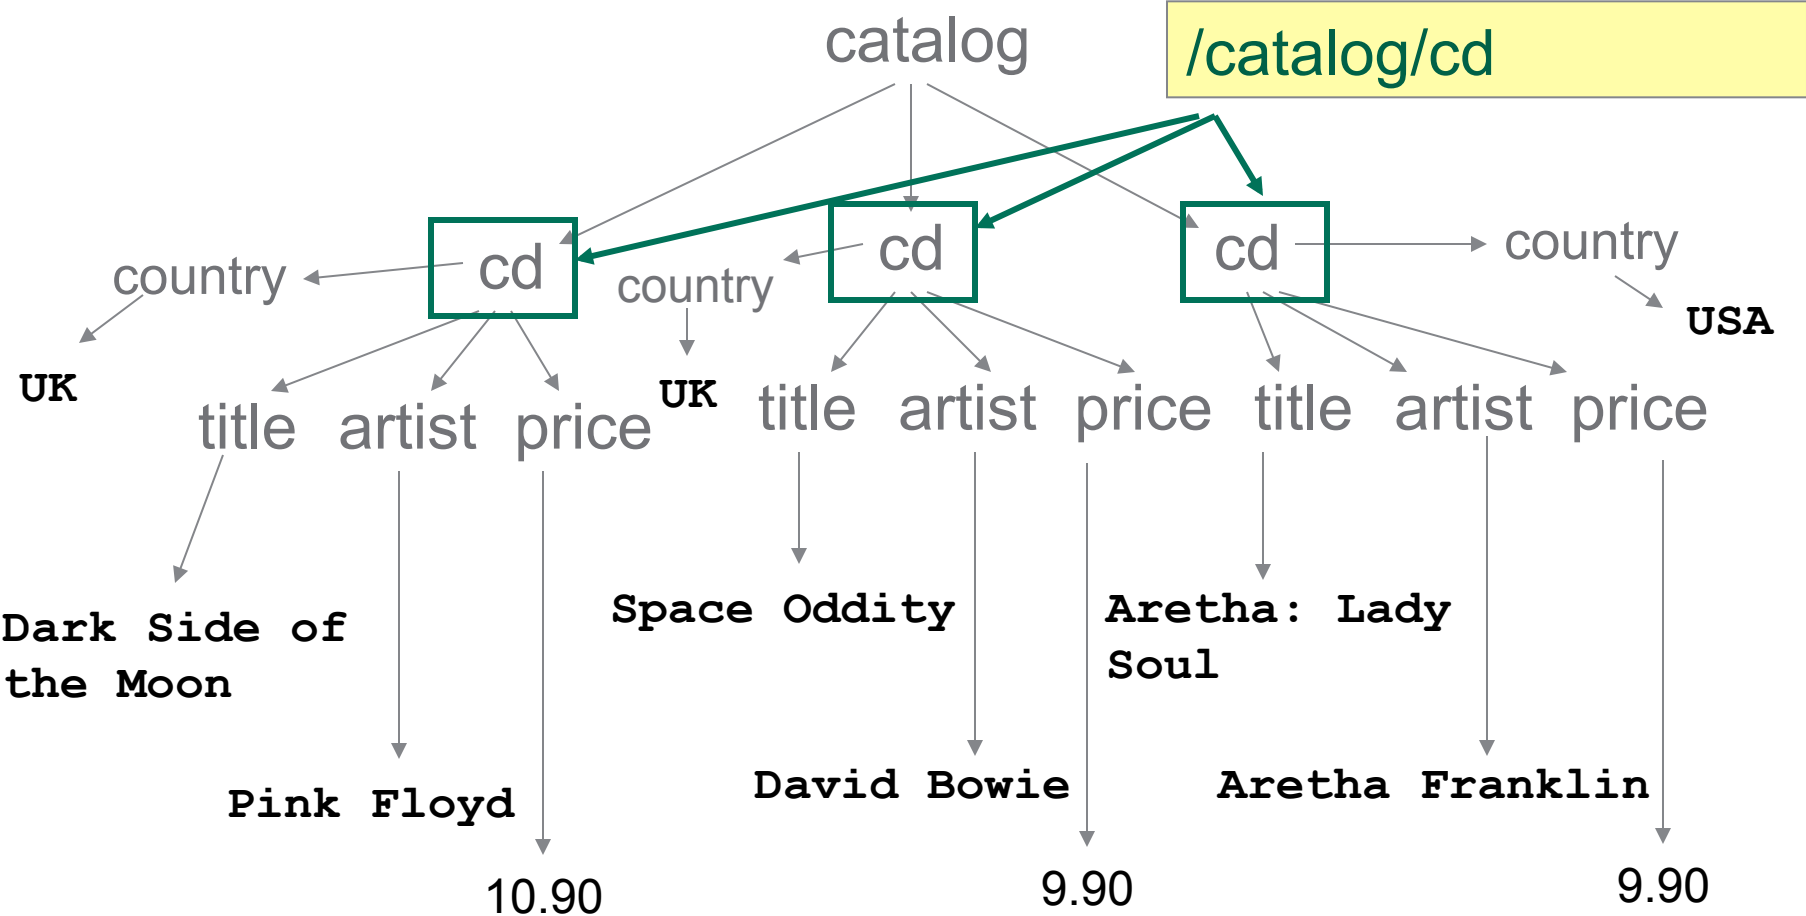 catalog
/catalog/cd
cd
cd
cd
country
country
country
UK
UK
USA
title artist price
title artist price
title artist price
Dark Side of
the Moon
Space Oddity
Aretha: Lady
Soul
Pink Floyd
David Bowie
Aretha Franklin
10.90
9.90
9.90